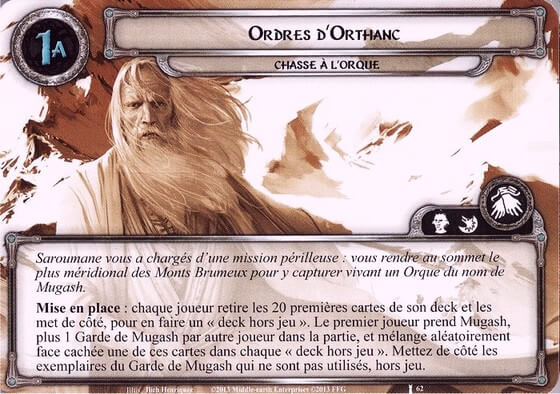 1A
ORDRES D'ORTHANC
CHASSE À L'ORQUE
Saroumane vous a chargés d'une mission périlleuse : vous rendre au sommet le
plus méridional des Monts Brumeux pour y capturer vivant un Orque du nom de
Mugash.
Mise en place : chaque joueur retire les 20 premières cartes de son deck et les
met de côté, pour en faire un « deck hors jeu ». Le premier joueur prend Mugash,
plus 1 Garde de Mugash par autre joueur dans la partie, et mélange aléatoirement
face cachée une de ces cartes dans chaque « deck hors jeu ». Mettez de côté les
exemplaires du Garde de Mugash qui ne sont pas utilisés, hors jeu.
©2013 Middle-earth Enterprises ©2013 FFG 62